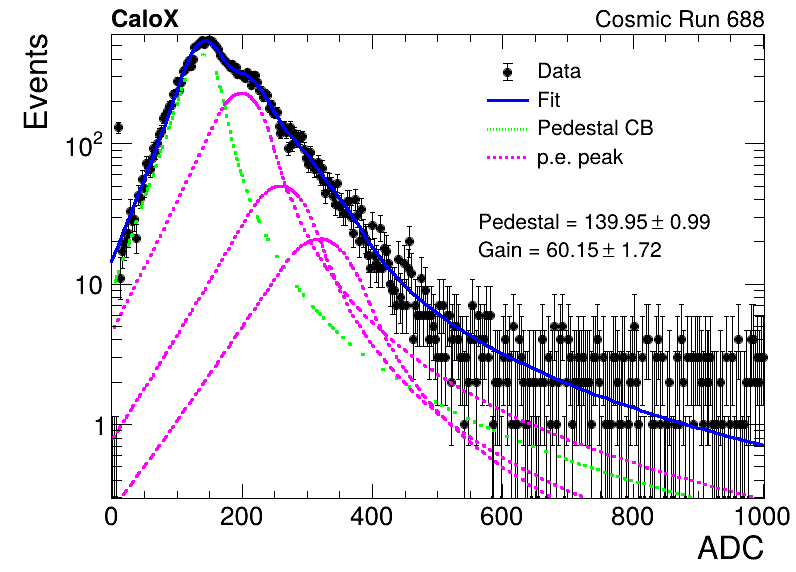 CaloX Cosmic Run 688
Events
Data
Fit
Pedestal CB
p.e. peak
Pedestal = 139.95 ± 0.99
Gain = 60.15 ± 1.72
10²
10
1
0 200 400 600 800 1000
ADC